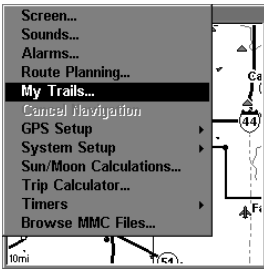 Screen...
Sounds...
Alarms...
Route Planning...
My Trails...
Cancel Navigation
GPS Setup
System Setup
Sun/Moon Calculations...
Trip Calculator...
Timers
Browse MMC Files...
44
10mi